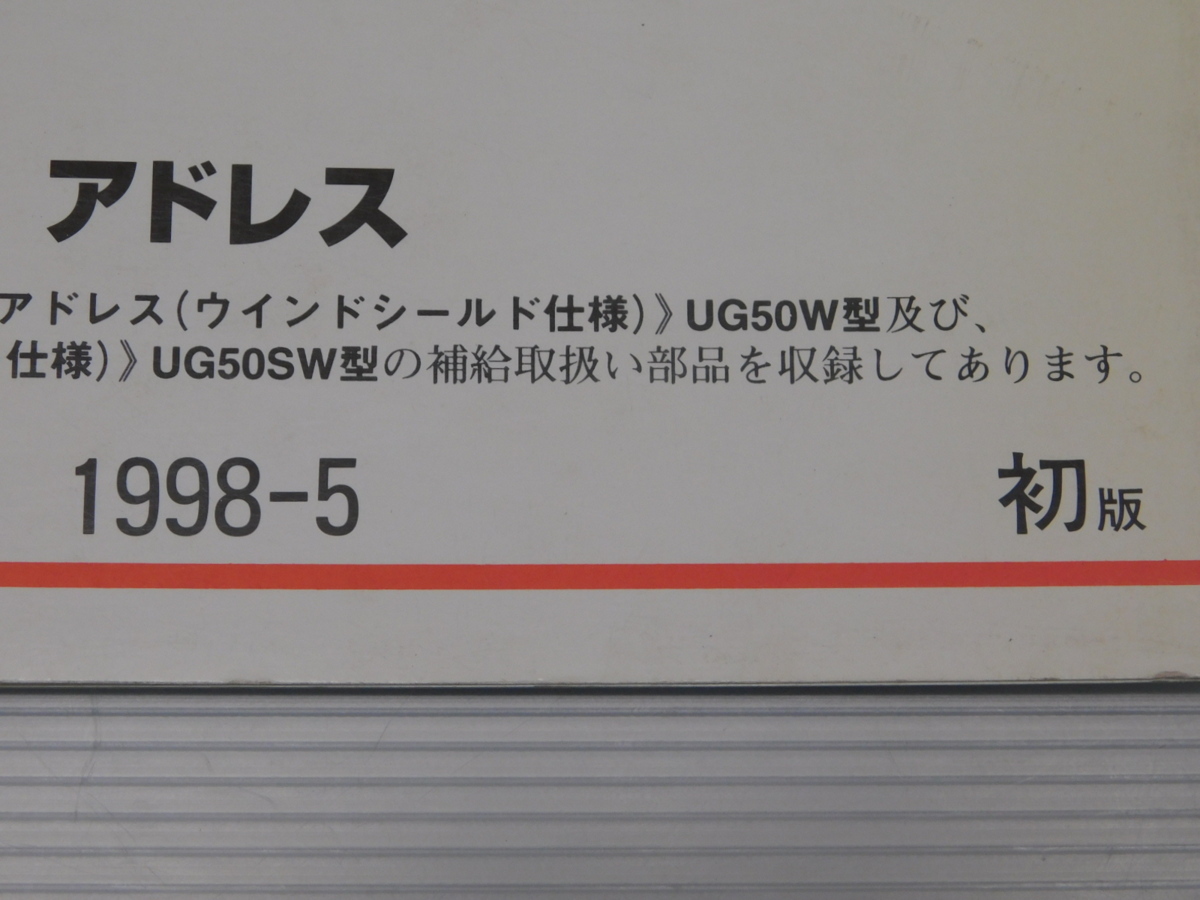 アドレス
アドレス(ウインドシールド仕様)》UG50W型及び、
仕様)》UG50SW型の補給取扱い部品を収録してあります。
1998-5 初版